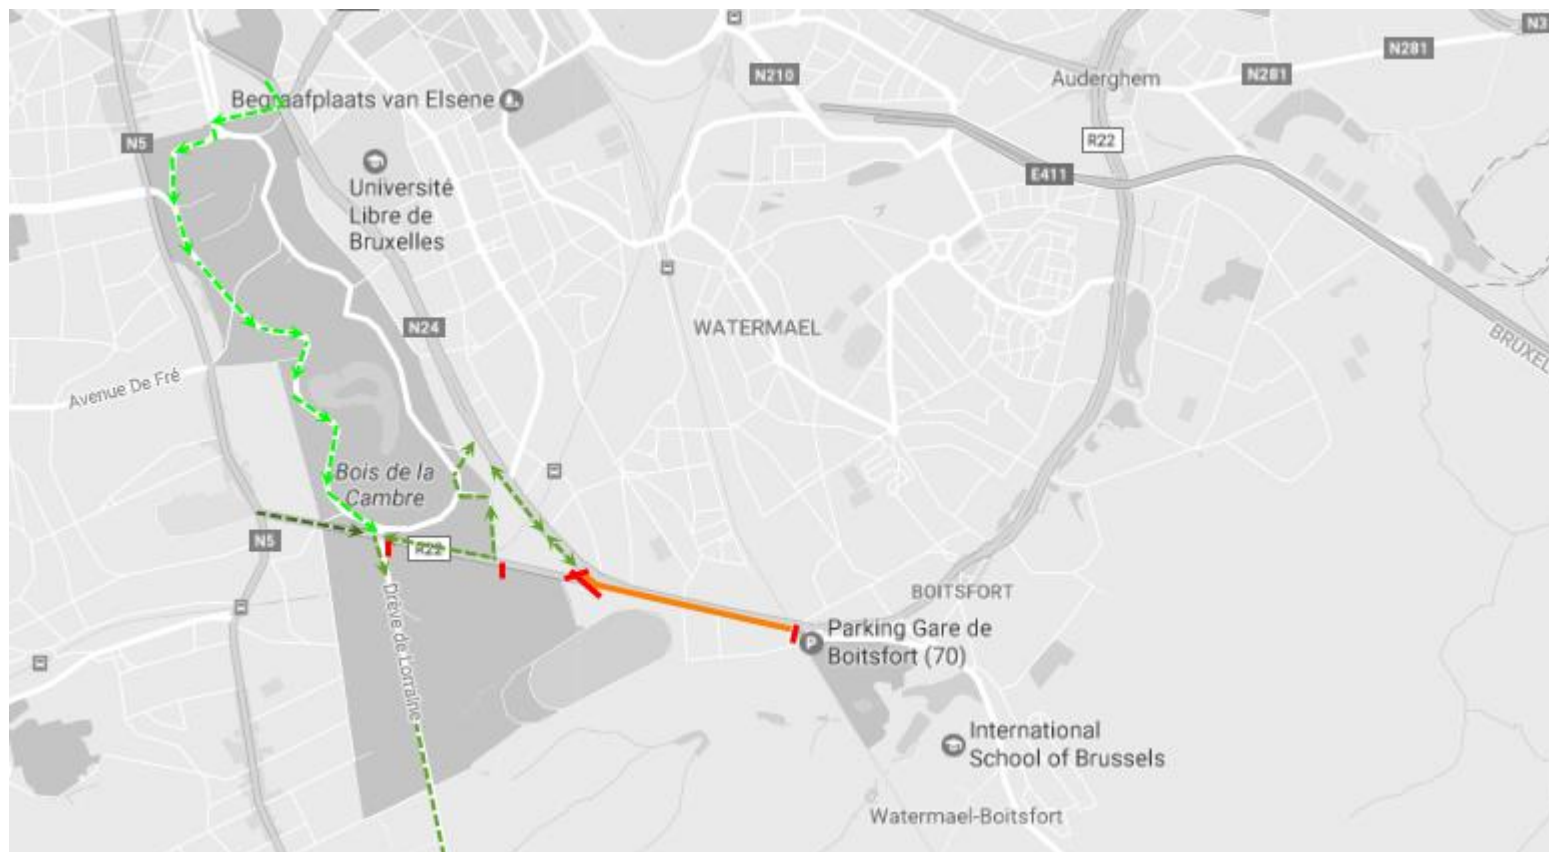 N3
N281
N210
N281
Auderghem
Begraafplaats van Elsene
N5
R22
E411
Université
Libre de
Bruxelles
N24
WATERMAEL
BRUXEL
Avenue De Fré
Bois de la
Cambre
N5
R22
Drève de Lorraine
BOITSFORT
P
Parking Gare de
Boitsfort (70)
International
School of Brussels
Watermael-Boitsfort